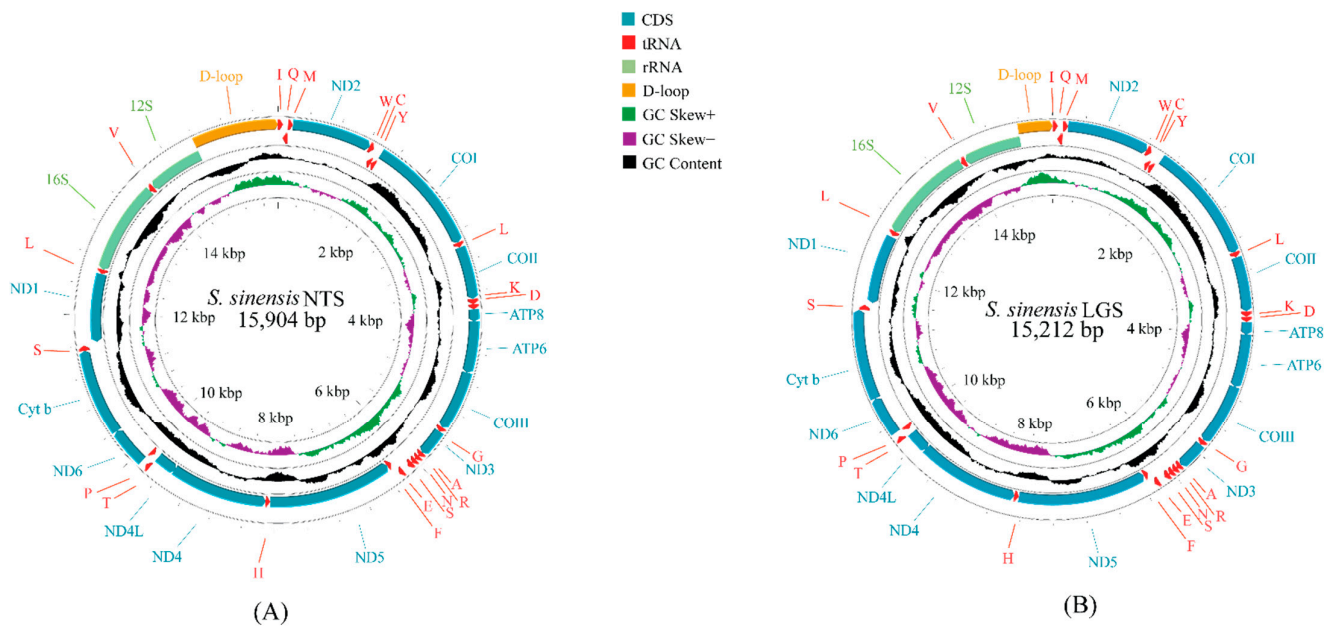 CDS
tRNA
rRNA
D-loop
GC Skew+
GC Skew−
GC Content
D-loop
I
Q
M
ND2
W
C
Y
COI
L
COII
K
D
ATP8
ATP6
COIII
G
ND3
A
R
N
S
E
F
ND5
H
ND4
ND4L
T
P
ND6
Cyt b
S
ND1
L
16S
V
12S
2 kbp
4 kbp
6 kbp
8 kbp
10 kbp
12 kbp
14 kbp
S. sinensis NTS
15,904 bp
(A)
D-loop
I
Q
M
ND2
W
C
Y
COI
L
COII
K
D
ATP8
ATP6
COIII
G
ND3
A
R
N
S
E
F
ND5
H
ND4
ND4L
T
P
ND6
Cyt b
S
ND1
L
16S
V
12S
2 kbp
4 kbp
6 kbp
8 kbp
10 kbp
12 kbp
14 kbp
S. sinensis LGS
15,212 bp
(B)